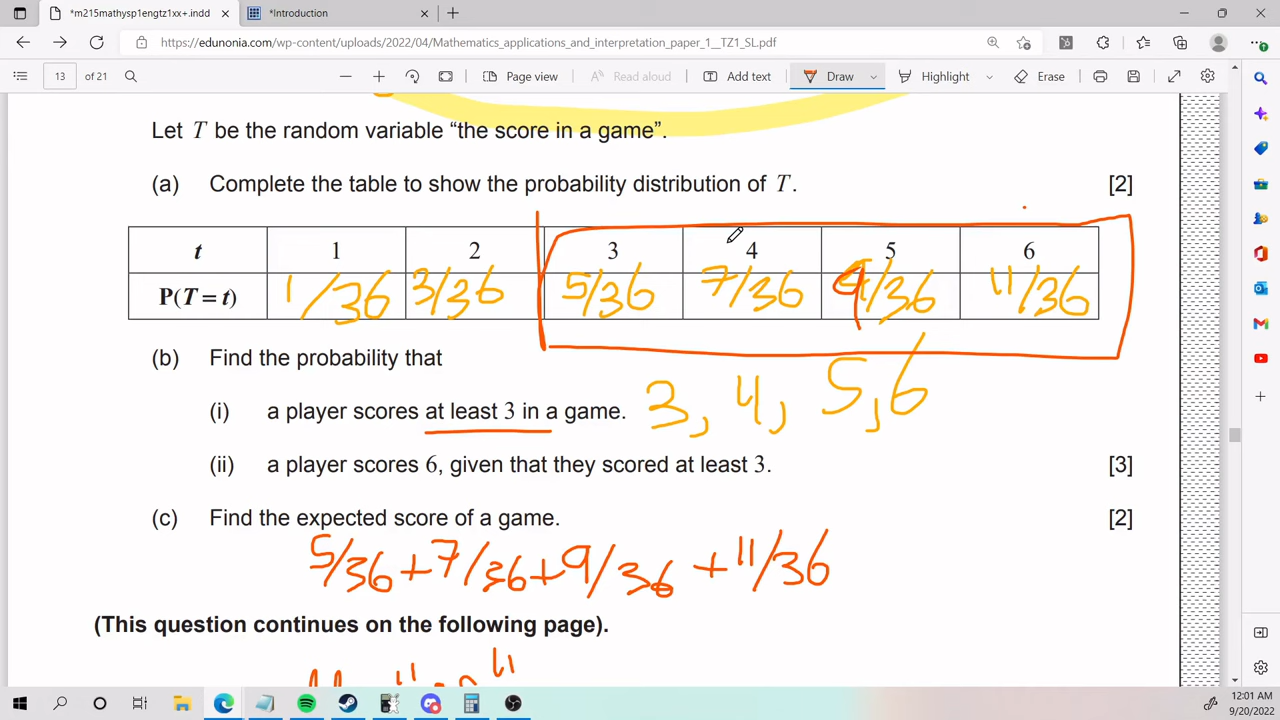 *m215mathysp1engtz1xx+.indd
*Introduction
https://edunonia.com/wp-content/uploads/2022/04/Mathematics_applications_and_interpretation_paper_1__TZ1_SL.pdf
13 of 21
Page view
Read aloud
Add text
Draw
Highlight
Erase
Let T be the random variable “the score in a game”.
(a) Complete the table to show the probability distribution of T. [2]
t 1 2 3 4 5 6
P(T = t) 1/36 3/36 5/36 7/36 9/36 11/36
(b) Find the probability that
3, 4, 5, 6
(i) a player scores at least 3 in a game.
(ii) a player scores 6, given that they scored at least 3. [3]
(c) Find the expected score of a game. [2]
5/36+7/36+9/36 +11/36
(This question continues on the following page).
12:01 AM
9/20/2022